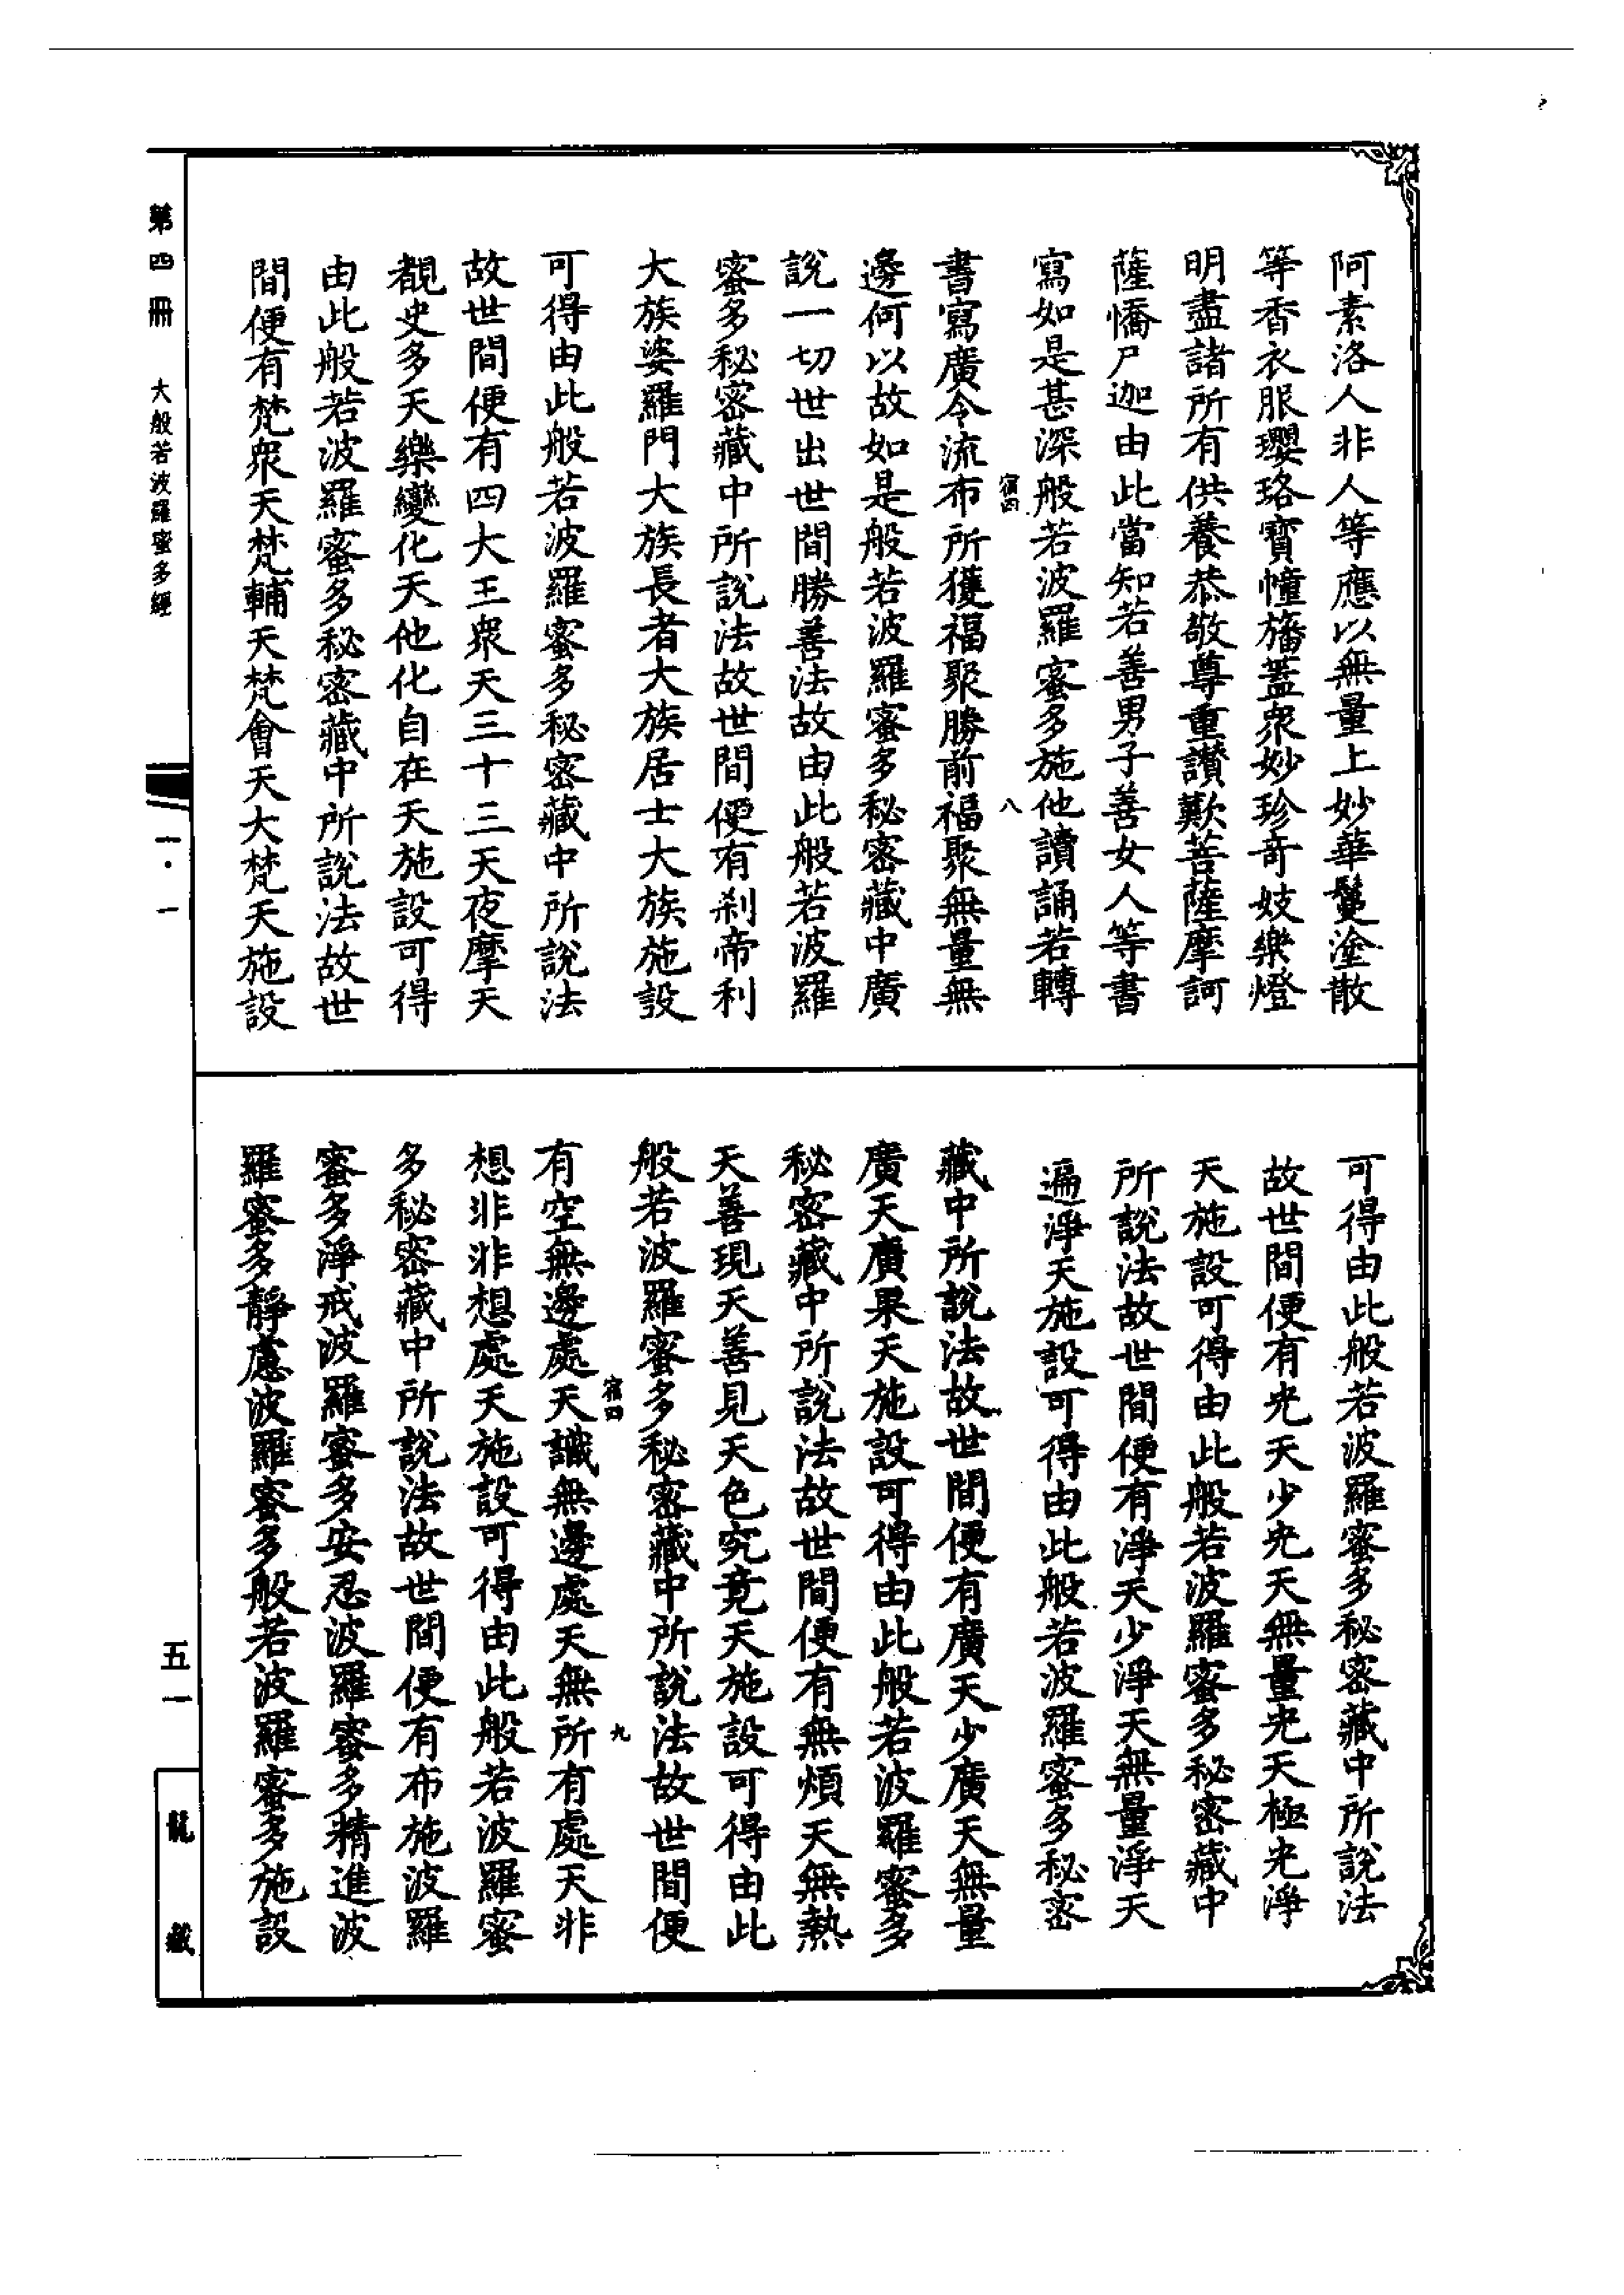 阿素洛人非人等應以無量上妙華鬘塗散
等香衣服瓔珞寶幢旛蓋衆妙珍奇妓樂燈
明盡諸所有供養恭敬尊重讃歎菩薩摩訶
薩憍尸迦由此當知若善男子善女人等書
寫如是甚深般若波羅蜜多施他讀誦若轉
宿四
八
書寫廣令流布所獲福聚勝前福聚無量無
邊何以故如是般若波羅蜜多秘密藏中廣
說一切世出世間勝善法故由此般若波羅
蜜多秘密藏中所說法故世間便有刹帝利
大族婆羅門大族長者大族居士大族施設
可得由此般若波羅蜜多秘密藏中所說法
故世間便有四大王衆天三十三天夜摩天
覩史多天樂變化天他化自在天施設可得
由此般若波羅蜜多秘密藏中所說法故世
間便有梵衆天梵輔天梵會天大梵天施設
可得由此般若波羅蜜多秘密藏中所說法
故世間便有光天少光天無量光天極光淨
天施設可得由此般若波羅蜜多秘密藏中
所說法故世間便有淨天少淨天無量淨天
遍淨天施設可得由此般若波羅蜜多秘密
藏中所說法故世間便有廣天少廣天無量
廣天廣果天施設可得由此般若波羅蜜多
秘密藏中所說法故世間便有無煩天無熱
天善現天善見天色究竟天施設可得由此
般若波羅蜜多秘密藏中所說法故世間便
宿四
九
有空無邊處天識無邊處天無所有處天非
想非非想處天施設可得由此般若波羅蜜
多秘密藏中所說法故世間便有布施波羅
蜜多淨戒波羅蜜多安忍波羅蜜多精進波
羅蜜多靜慮波羅蜜多般若波羅蜜多施設
第四冊 大般若波羅蜜多經
一·一
五一
龍藏